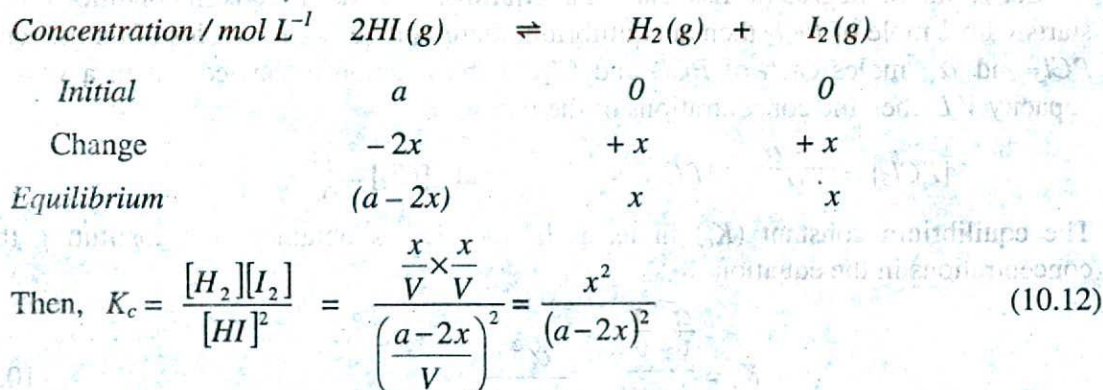 Concentration / mol L⁻¹ 2HI (g) ⇌ H₂(g) + I₂(g)
Initial a 0 0
Change – 2x + x + x
Equilibrium (a – 2x) x x
Then, K_c = [H₂][I₂] / [HI]² = (x/V × x/V) / ((a–2x)/V)² = x² / (a–2x)² (10.12)